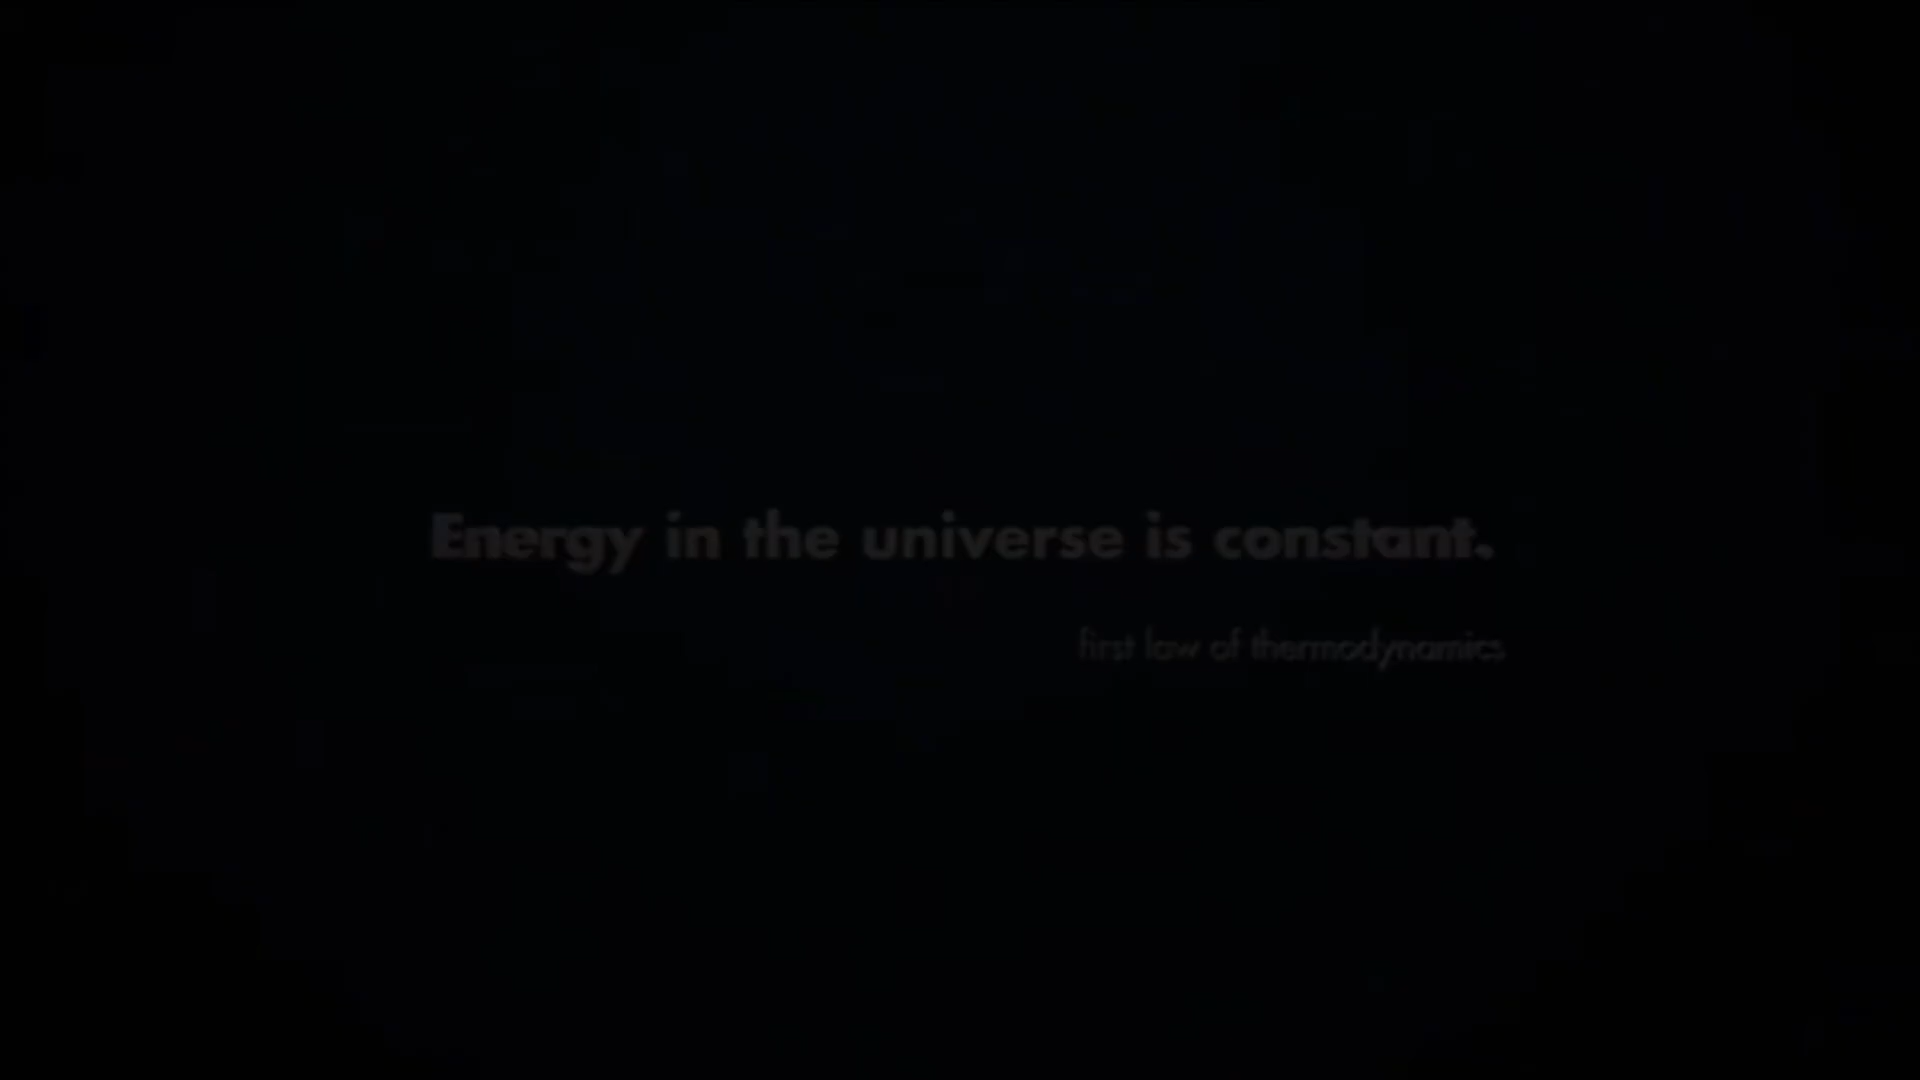 Energy in the universe is constant.
first law of thermodynamics